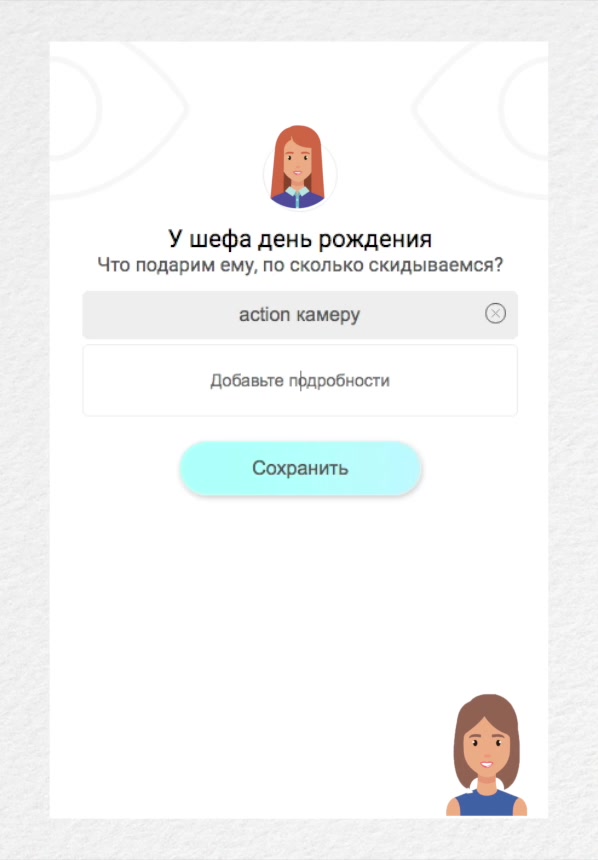 У шефа день рождения
Что подарим ему, по сколько скидываемся?
action камеру
Добавьте подробности
Сохранить